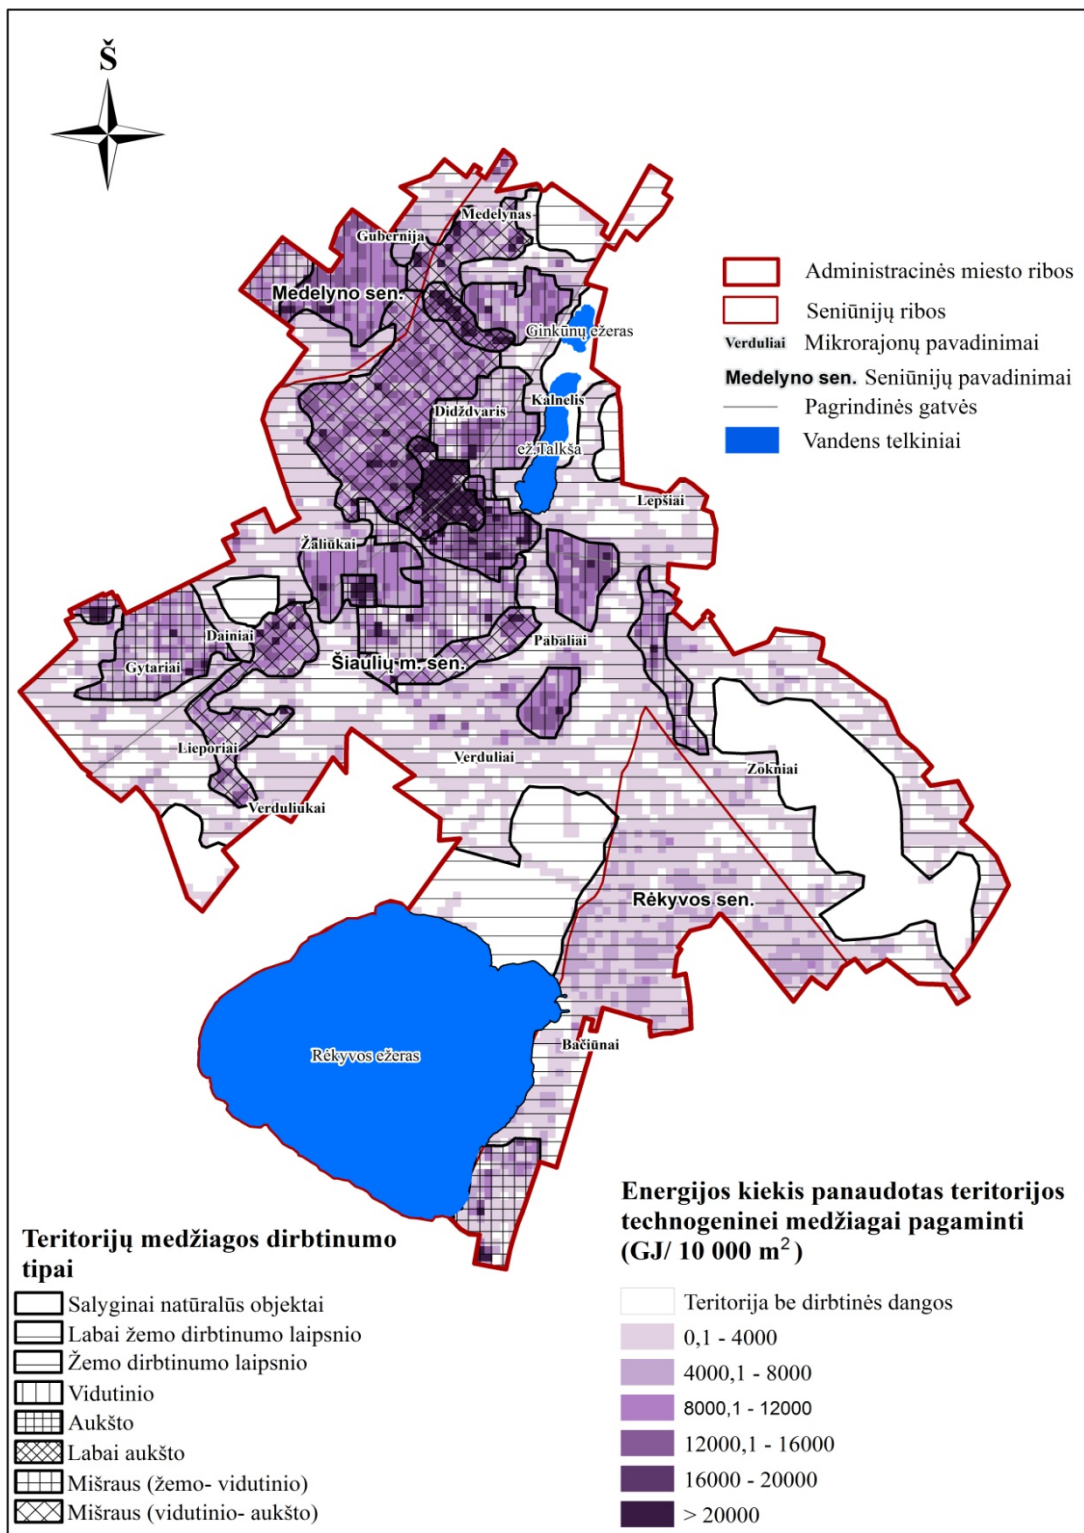 Š
Medelynas
Gubernija
Medelyno sen.
Ginkūnų ežeras
Kalnelis
Didždvaris
ež.Talkša
Lepšiai
Žaliūkai
Dainiai
Pabaliai
Šiaulių m. sen.
Gytariai
Lieporiai
Verduliai
Zokniai
Verduliukai
Rėkyvos sen.
Bačiūnai
Rėkyvos ežeras
Administracinės miesto ribos
Seniūnijų ribos
Verduliai Mikrorajonų pavadinimai
Medelyno sen. Seniūnijų pavadinimai
Pagrindinės gatvės
Vandens telkiniai
Teritorijų medžiagos dirbtinumo
tipai
Salyginai natūralūs objektai
Labai žemo dirbtinumo laipsnio
Žemo dirbtinumo laipsnio
Vidutinio
Aukšto
Labai aukšto
Mišraus (žemo- vidutinio)
Mišraus (vidutinio- aukšto)
Energijos kiekis panaudotas teritorijos
technogeninei medžiagai pagaminti
(GJ/ 10 000 m²)
Teritorija be dirbtinės dangos
0,1 - 4000
4000,1 - 8000
8000,1 - 12000
12000,1 - 16000
16000 - 20000
> 20000